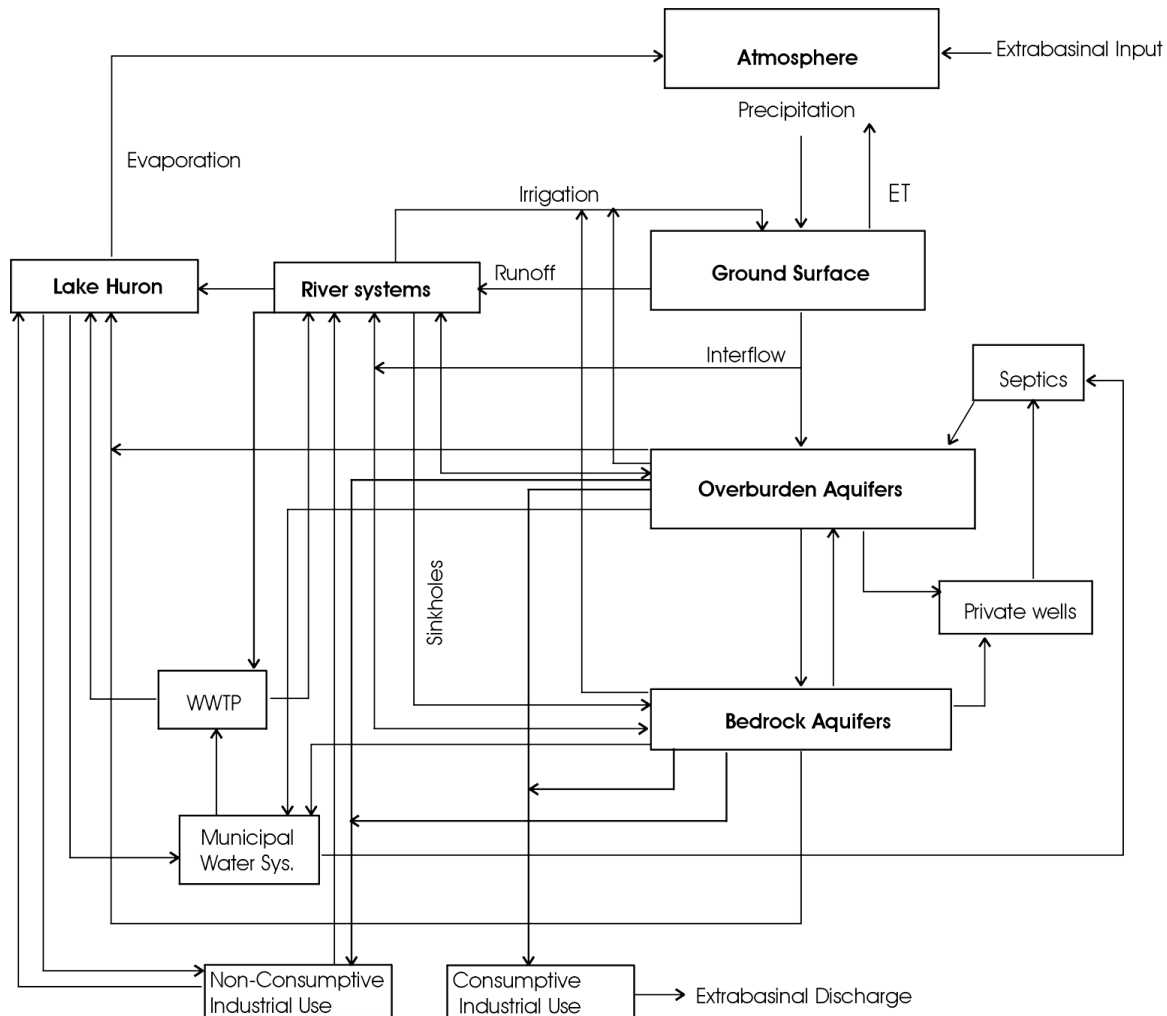 Atmosphere
Extrabasinal Input
Precipitation
Evaporation
Irrigation
ET
Lake Huron
River systems
Runoff
Ground Surface
Interflow
Septics
Overburden Aquifers
Sinkholes
Private wells
WWTP
Bedrock Aquifers
Municipal
Water Sys.
Non-Consumptive
Industrial Use
Consumptive
Industrial Use
Extrabasinal Discharge